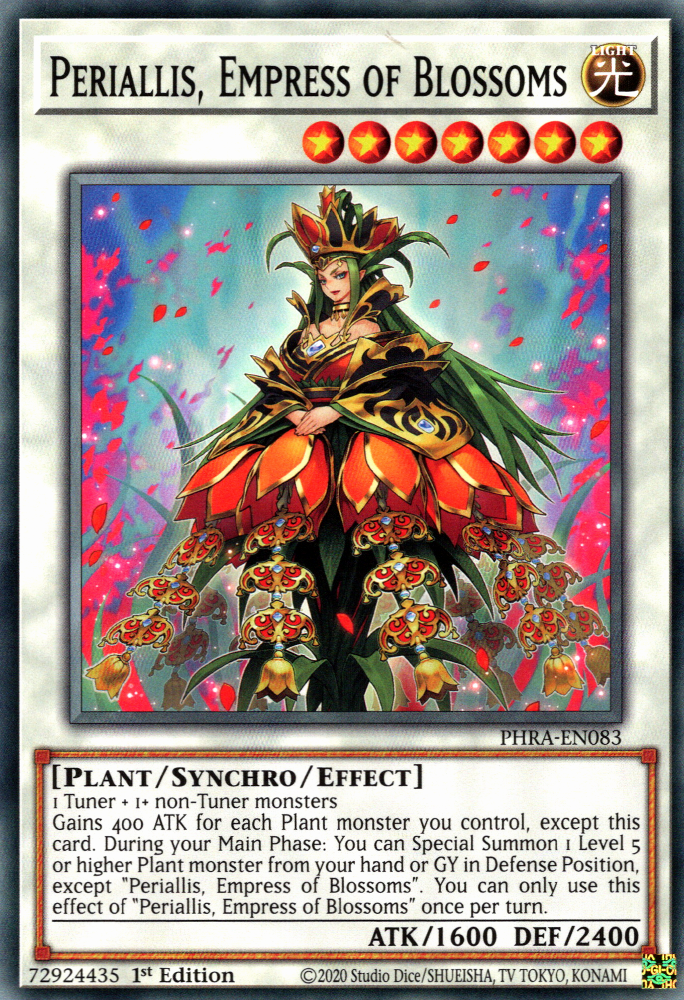 PERIALLIS, EMPRESS OF BLOSSOMS
LIGHT
光
PHRA-EN083
[PLANT/SYNCHRO/EFFECT]
1 Tuner + 1+ non-Tuner monsters
Gains 400 ATK for each Plant monster you control, except this
card. During your Main Phase: You can Special Summon 1 Level 5
or higher Plant monster from your hand or GY in Defense Position,
except "Periallis, Empress of Blossoms". You can only use this
effect of "Periallis, Empress of Blossoms" once per turn.
ATK/1600 DEF/2400
72924435 1st Edition ©2020 Studio Dice/SHUEISHA, TV TOKYO, KONAMI